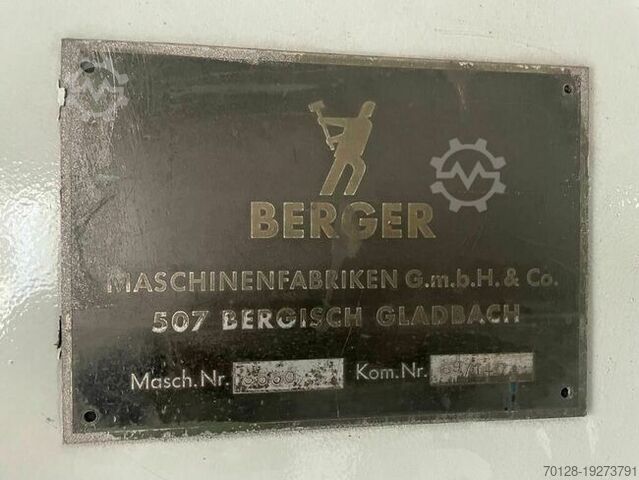 BERGER
MASCHINENFABRIKEN G.m.b.H. & Co.
507 BERGISCH GLADBACH
Masch.Nr. Kom.Nr.
70128-19273791